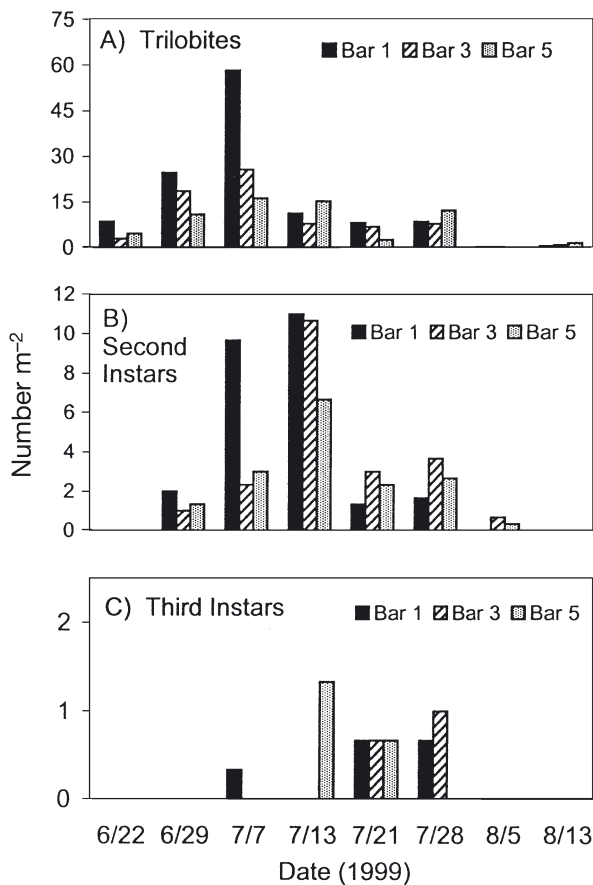 75
A) Trilobites
Bar 1 Bar 3 Bar 5
60
45
30
15
0
12
B)
Second
Instars
Bar 1 Bar 3 Bar 5
10
8
6
4
2
0
Number m⁻²
C) Third Instars
Bar 1 Bar 3 Bar 5
2
1
0
6/22 6/29 7/7 7/13 7/21 7/28 8/5 8/13
Date (1999)